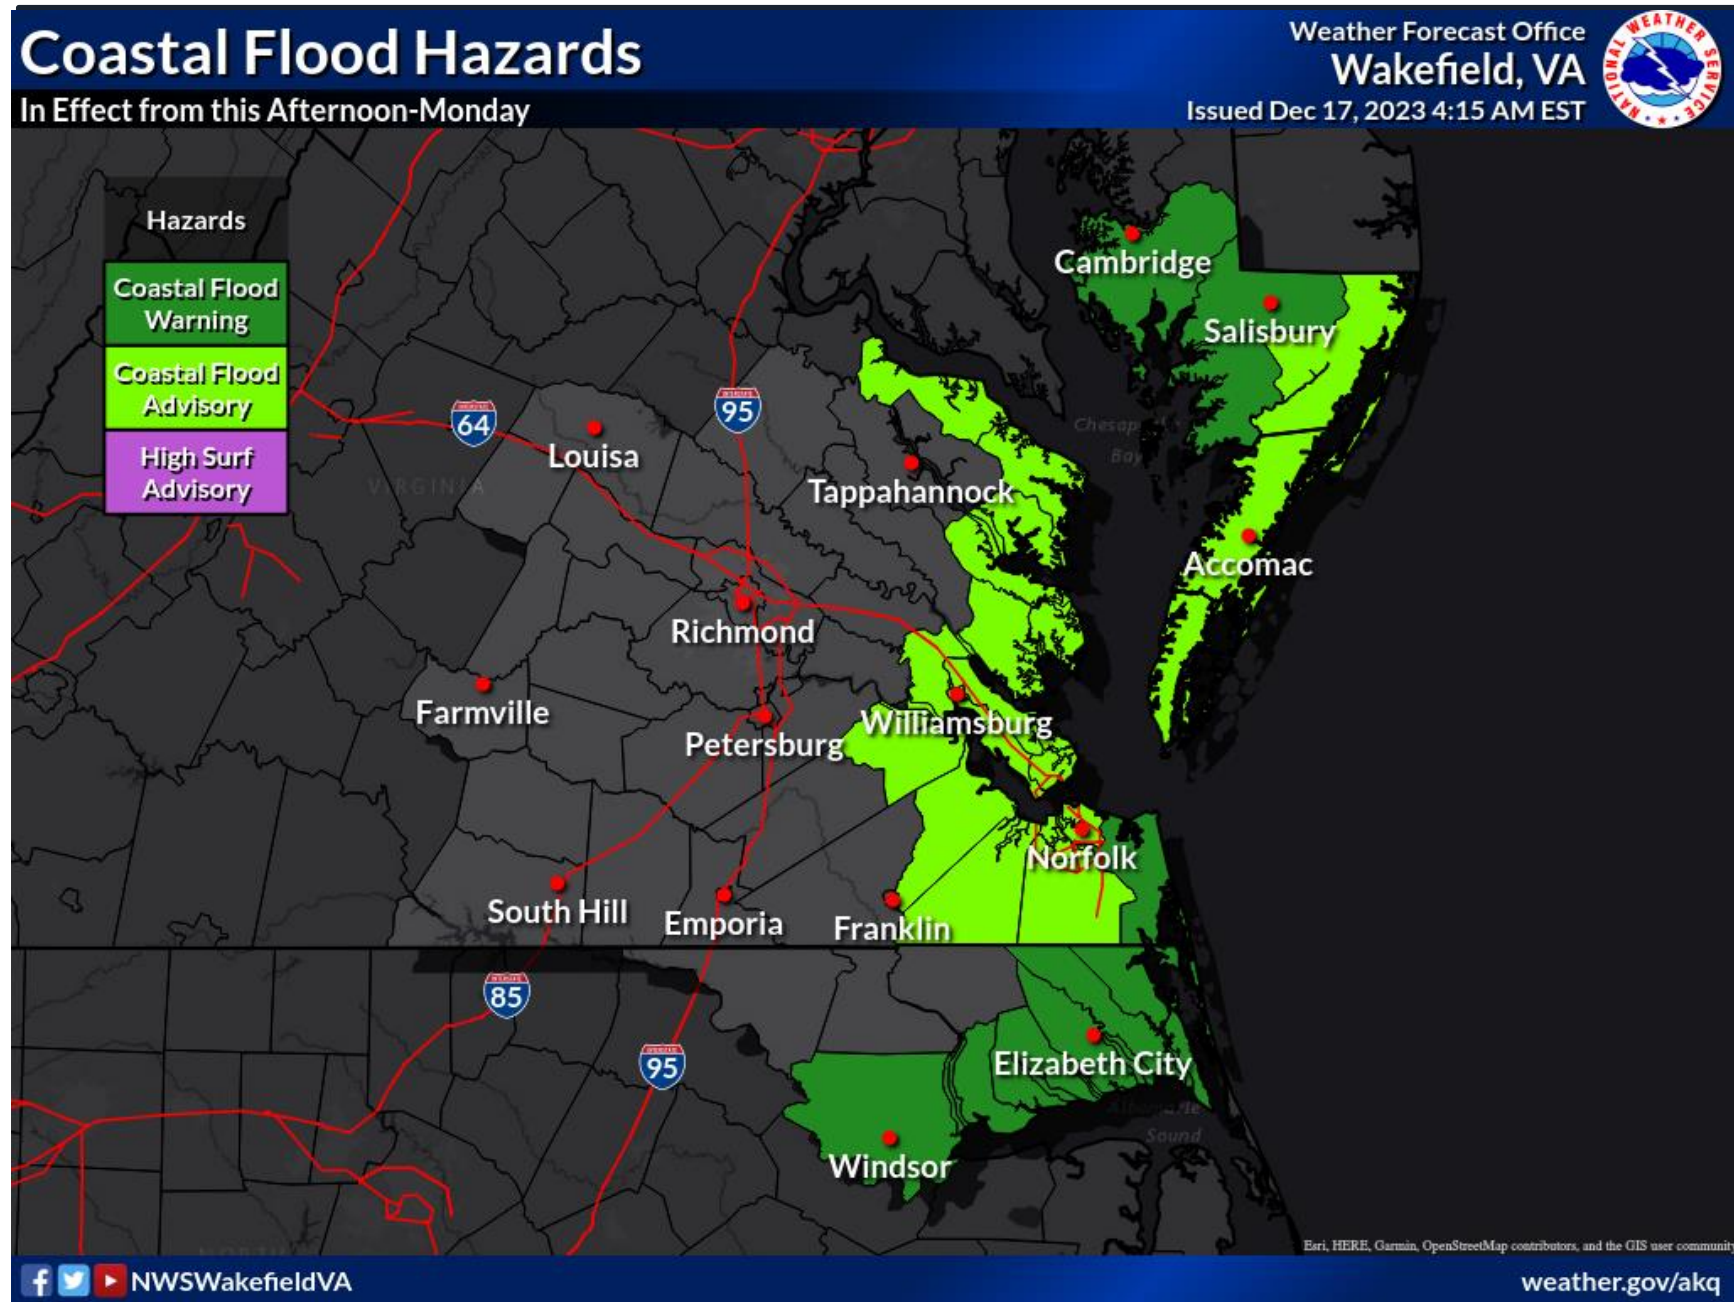 Coastal Flood Hazards
In Effect from this Afternoon-Monday
Weather Forecast Office
Wakefield, VA
Issued Dec 17, 2023 4:15 AM EST
NATIONAL WEATHER SERVICE
Hazards
Coastal Flood
Warning
Coastal Flood
Advisory
High Surf
Advisory
Cambridge
Salisbury
64
95
Louisa
VIRGINIA
Tappahannock
Bay
Accomac
Richmond
Farmville
Williamsburg
Petersburg
Norfolk
South Hill
Emporia
Franklin
85
95
Elizabeth City
Sound
Windsor
Esri, HERE, Garmin, OpenStreetMap contributors, and the GIS user community
NWSWakefieldVA
weather.gov/akq